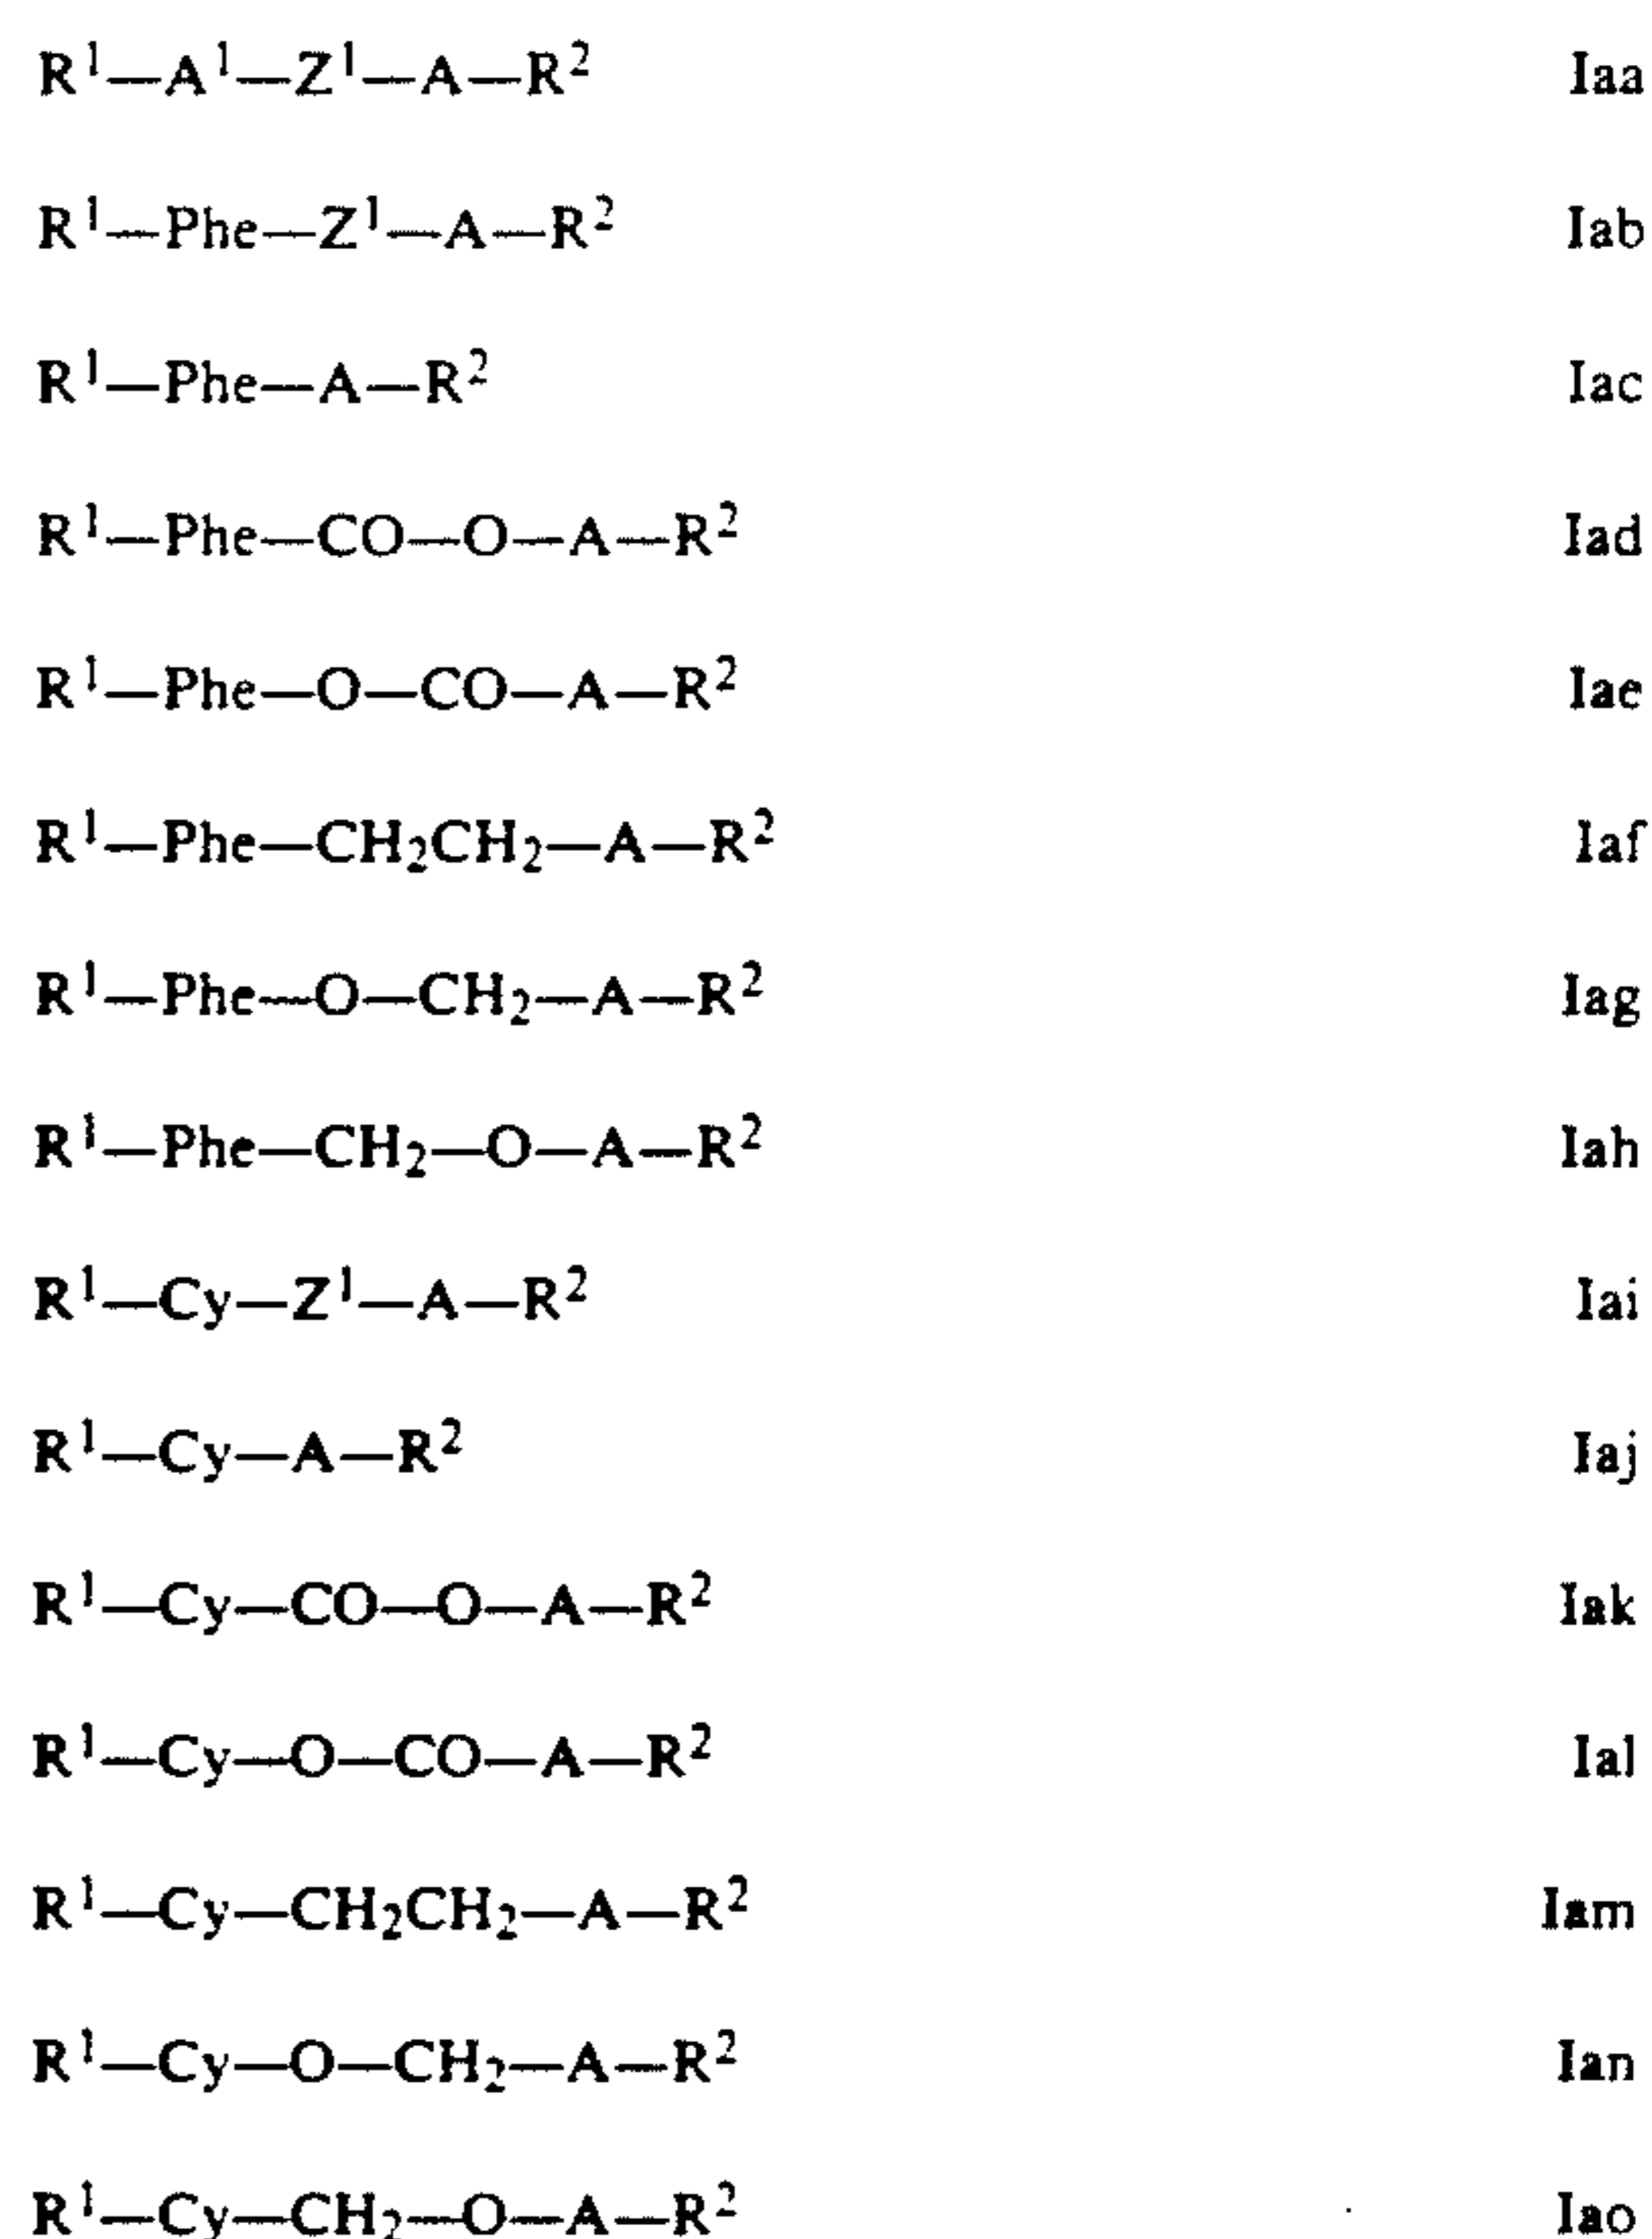 R¹—A¹—Z¹—A—R² Iaa
R¹—Phe—Z¹—A—R² Iab
R¹—Phe—A—R² Iac
R¹—Phe—CO—O—A—R² Iad
R¹—Phe—O—CO—A—R² Iae
R¹—Phe—CH₂CH₂—A—R² Iaf
R¹—Phe—O—CH₂—A—R² Iag
R¹—Phe—CH₂—O—A—R² Iah
R¹—Cy—Z¹—A—R² Iai
R¹—Cy—A—R² Iaj
R¹—Cy—CO—O—A—R² Iak
R¹—Cy—O—CO—A—R² Ial
R¹—Cy—CH₂CH₂—A—R² Iam
R¹—Cy—O—CH₂—A—R² Ian
R¹—Cy—CH₂—O—A—R² Iao